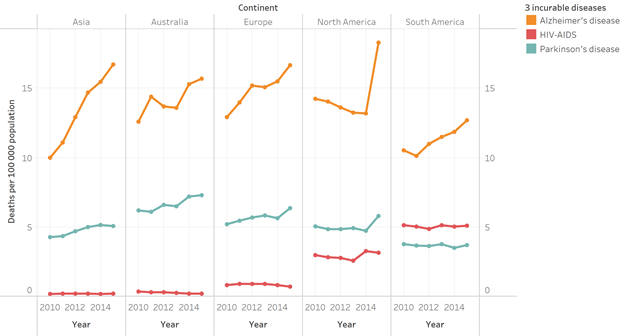 Continent
3 incurable diseases
Asia Australia Europe North America South America
Alzheimer's disease
HIV-AIDS
Parkinson's disease
Deaths per 100 000 population
15 15
10 10
5 5
0 0
2010 2012 2014 2010 2012 2014 2010 2012 2014 2010 2012 2014 2010 2012 2014
Year Year Year Year Year